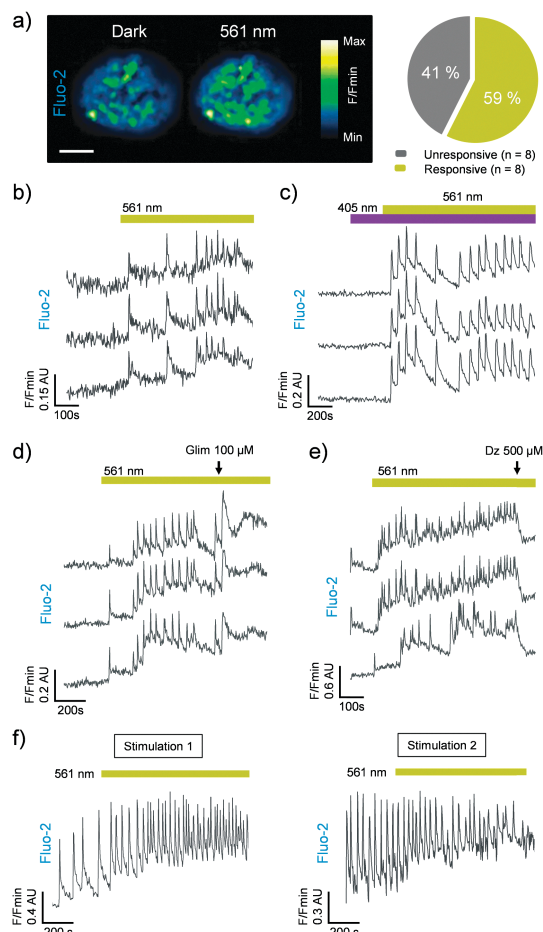 a)
Dark
561 nm
Fluo-2
Max
F/Fmin
Min
41 %
59 %
Unresponsive (n = 8)
Responsive (n = 8)
b)
561 nm
Fluo-2
F/Fmin
0.15 AU
100s
c)
405 nm
561 nm
Fluo-2
F/Fmin
0.2 AU
200s
d)
Glim 100 µM
561 nm
Fluo-2
F/Fmin
0.2 AU
200s
e)
Dz 500 µM
561 nm
Fluo-2
F/Fmin
0.6 AU
100s
f)
Stimulation 1
561 nm
Fluo-2
F/Fmin
0.4 AU
200 s
Stimulation 2
561 nm
Fluo-2
F/Fmin
0.3 AU
200 s